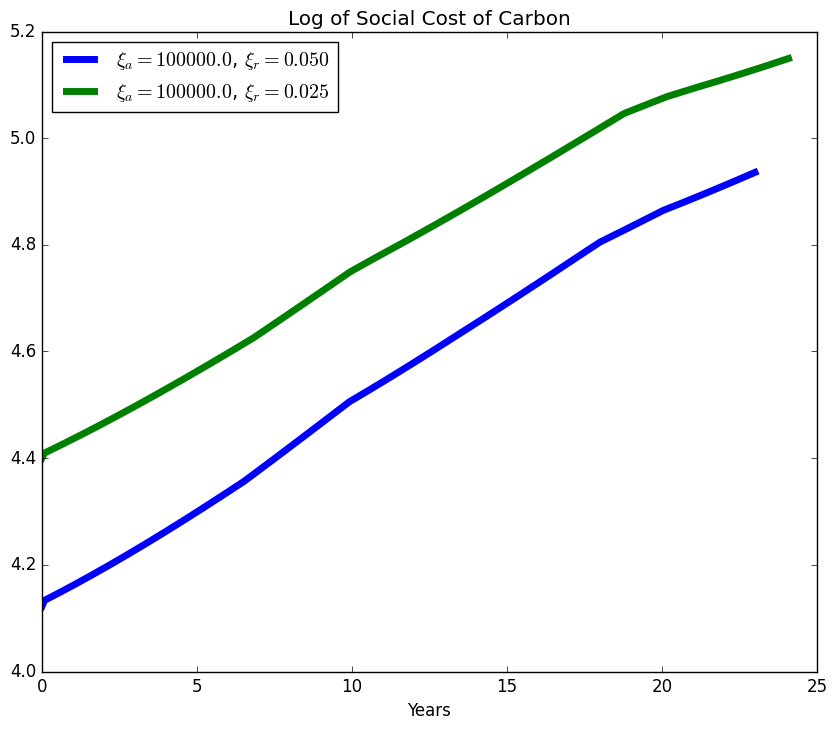 Log of Social Cost of Carbon
5.2
5.0
4.8
4.6
4.4
4.2
4.0
ξₐ = 100000.0, ξᵣ = 0.050
ξₐ = 100000.0, ξᵣ = 0.025
0 5 10 15 20 25
Years